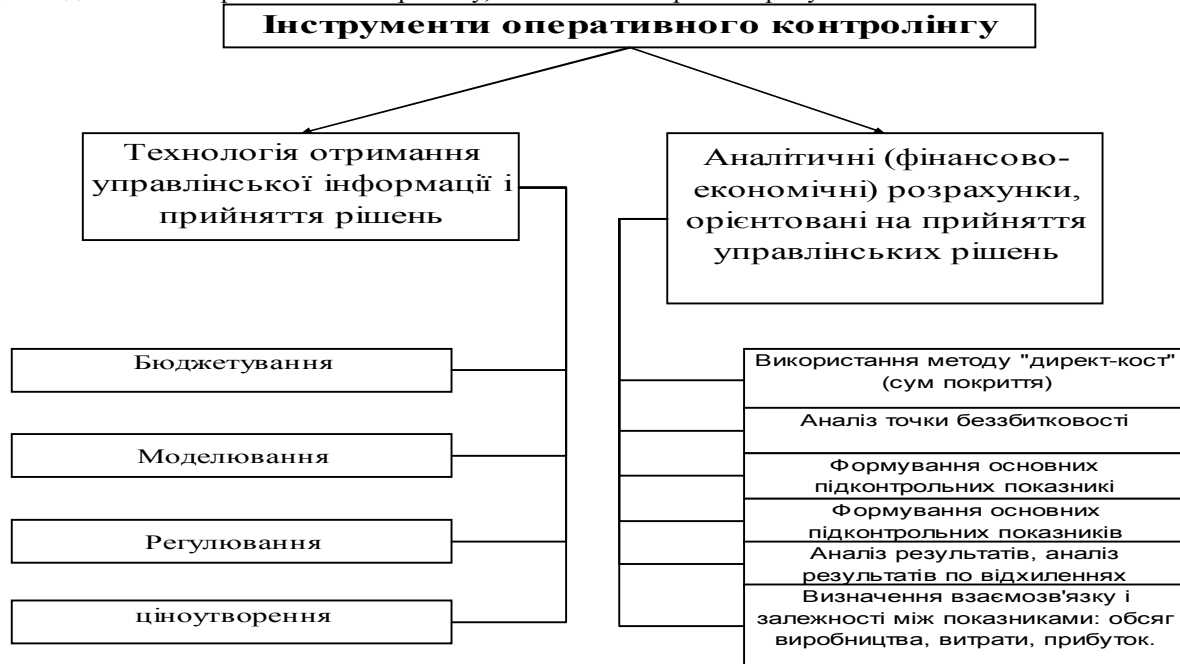 Інструменти оперативного контролінгу
Технологія отримання
управлінської інформації і
прийняття рішень
Аналітичні (фінансово-
економічні) розрахунки,
орієнтовані на прийняття
управлінських рішень
Бюджетування
Моделювання
Регулювання
ціноутворення
Використання методу "директ-кост"
(сум покриття)
Аналіз точки беззбитковості
Формування основних
підконтрольних показникі
Формування основних
підконтрольних показників
Аналіз результатів, аналіз
результатів по відхиленнях
Визначення взаємозв'язку і
залежності між показниками: обсяг
виробництва, витрати, прибуток.